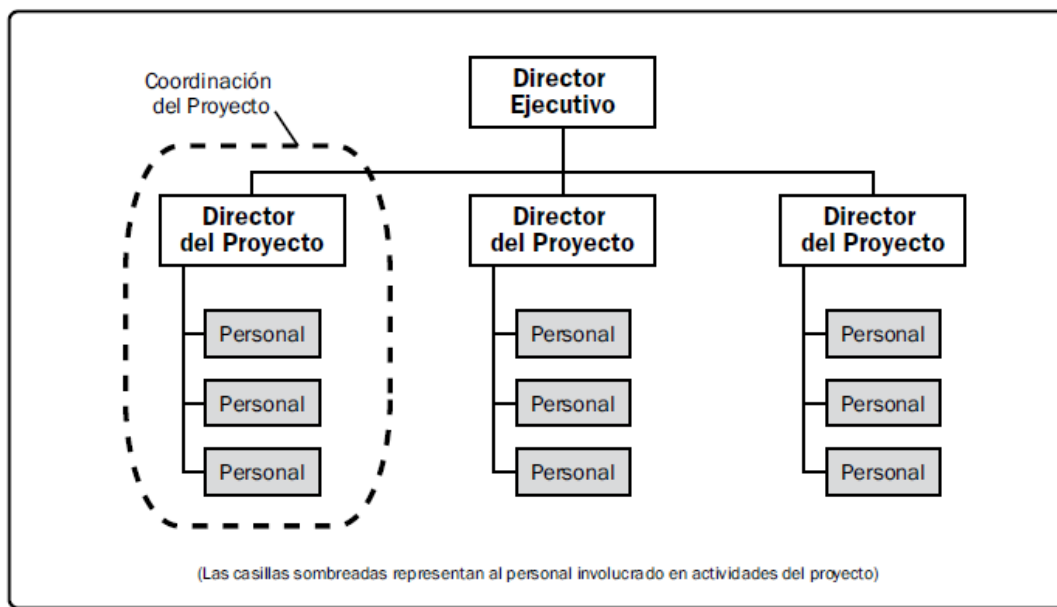 Coordinación
del Proyecto
Director
Ejecutivo
Director
del Proyecto
Director
del Proyecto
Director
del Proyecto
Personal
Personal
Personal
Personal
Personal
Personal
Personal
Personal
Personal
(Las casillas sombreadas representan al personal involucrado en actividades del proyecto)